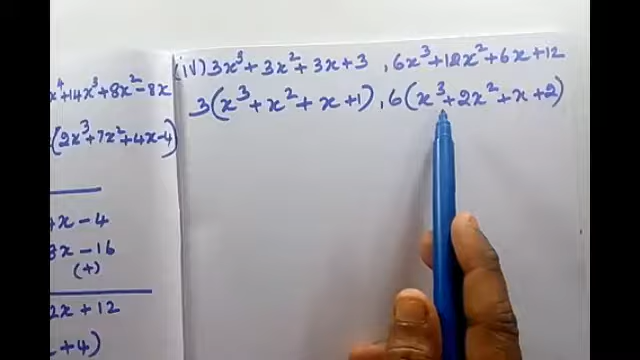 x⁴+14x³+8x²-8x
(2x³+7x²+4x-4)
x-4
3x-16
(+)
2x+12
+4)
(iv) 3x³+3x²+3x+3 , 6x³+12x²+6x+12
3(x³+x²+x+1) , 6(x³+2x²+x+2)